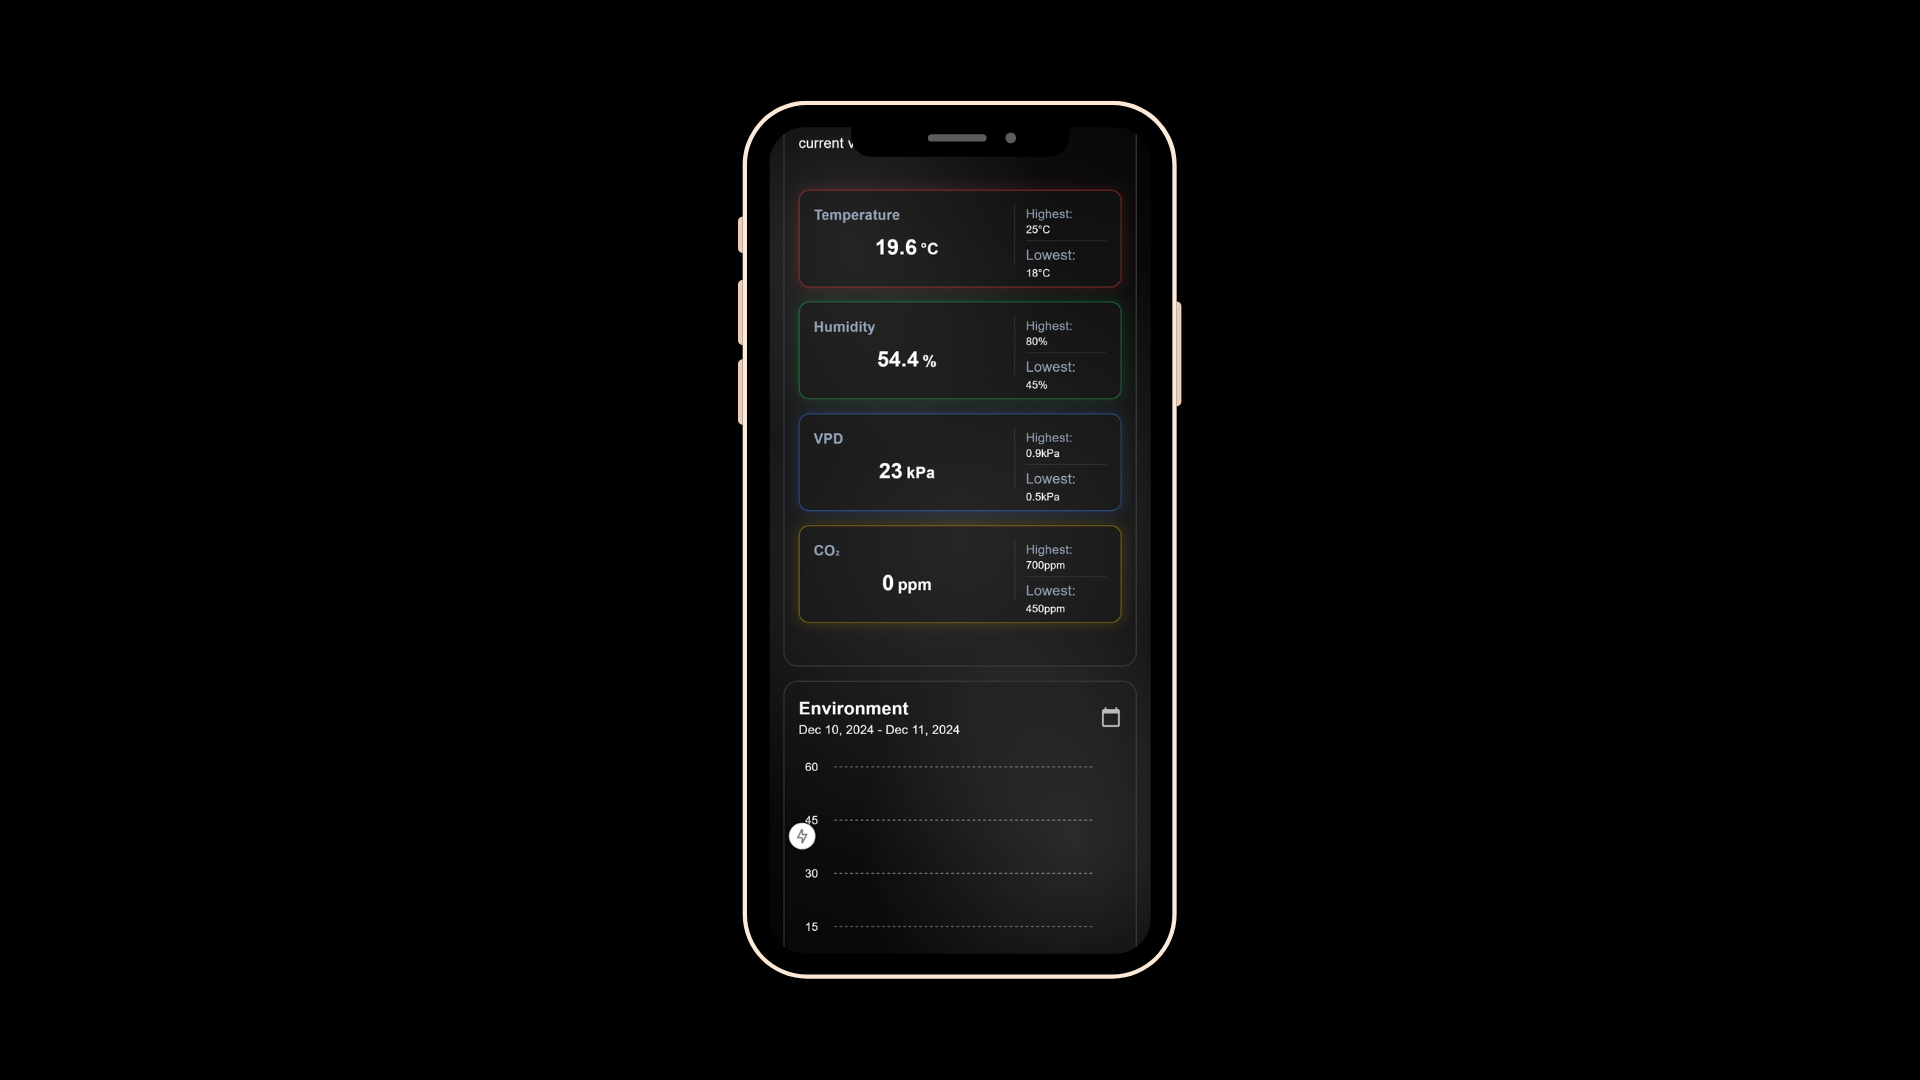 current v
Temperature
19.6 °C
Highest:
25°C
Lowest:
18°C
Humidity
54.4 %
Highest:
80%
Lowest:
45%
VPD
23 kPa
Highest:
0.9kPa
Lowest:
0.5kPa
CO₂
0 ppm
Highest:
700ppm
Lowest:
450ppm
Environment
Dec 10, 2024 - Dec 11, 2024
60
45
30
15